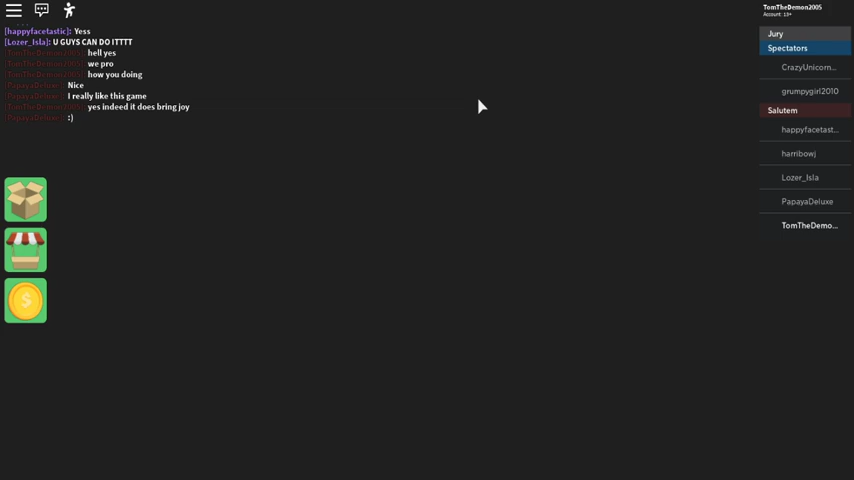 TomTheDemon2005
Account: 13+
[happyfacetastic]: Yess
[Lozer_Isla]: U GUYS CAN DO ITTTT
[TomTheDemon2005]: hell yes
[TomTheDemon2005]: we pro
[TomTheDemon2005]: how you doing
[PapayaDeluxe]: Nice
[PapayaDeluxe]: I really like this game
[TomTheDemon2005]: yes indeed it does bring joy
[PapayaDeluxe]: :)
Jury
Spectators
CrazyUnicorn...
grumpygirl2010
Salutem
happyfacetast...
harribowj
Lozer_Isla
PapayaDeluxe
TomTheDemo...